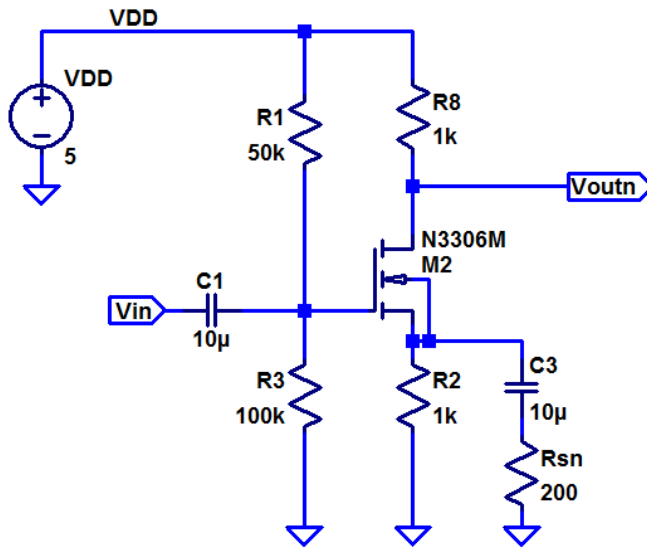 VDD
VDD
5
R1
50k
R8
1k
Voutn
N3306M
M2
C1
Vin
10µ
R3
100k
R2
1k
C3
10µ
Rsn
200